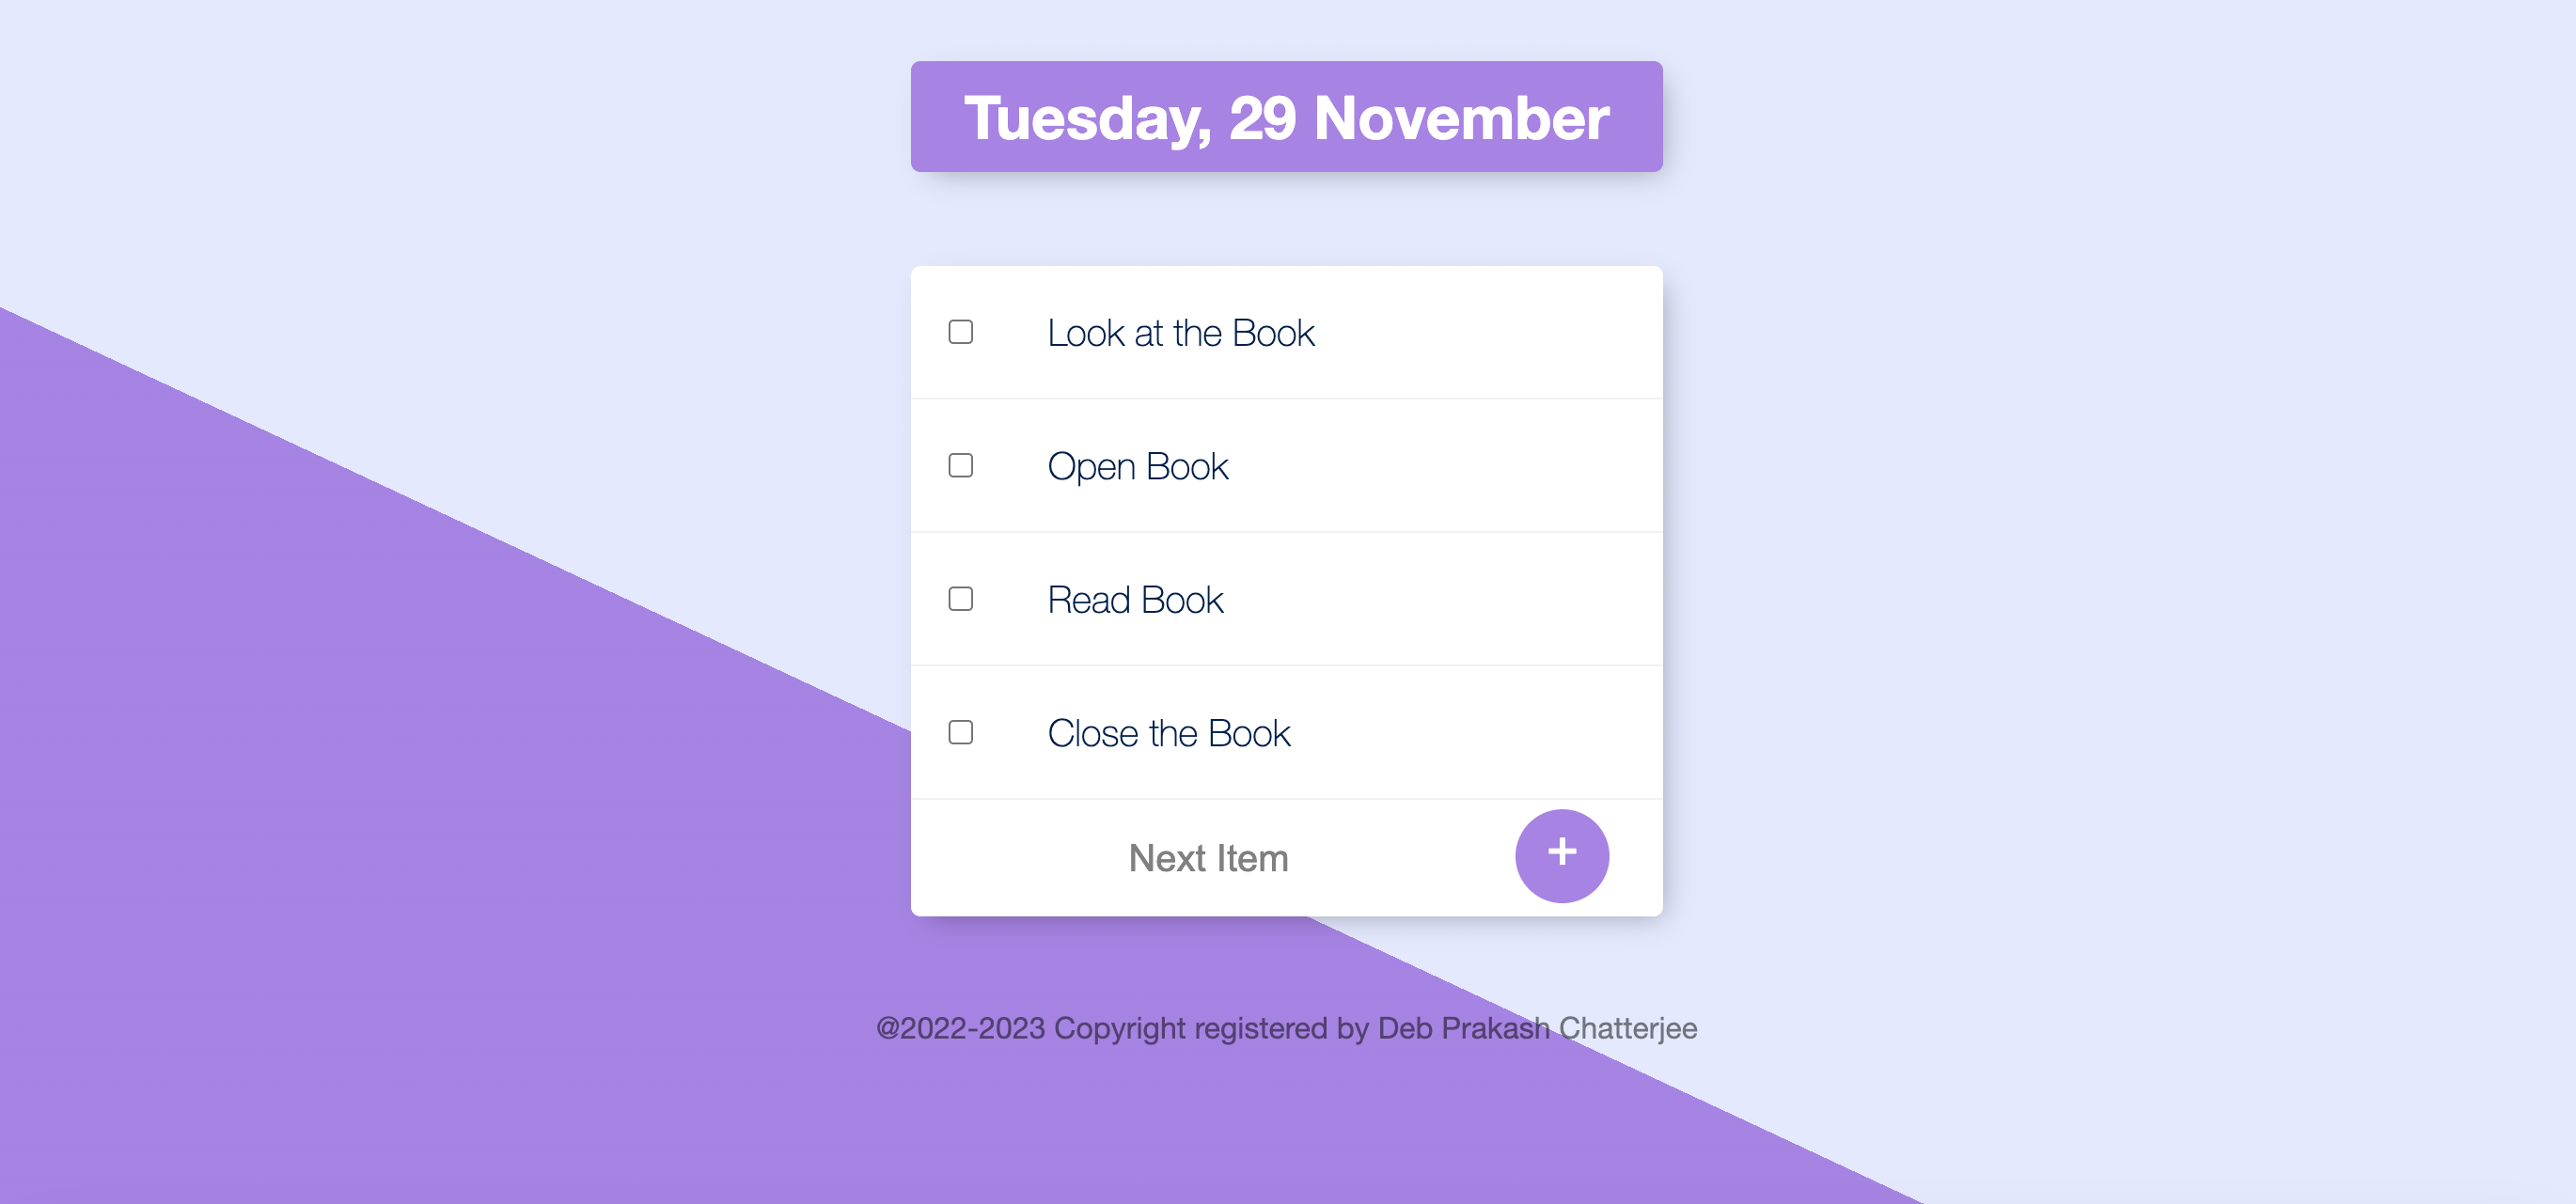 Tuesday, 29 November
Look at the Book
Open Book
Read Book
Close the Book
Next Item
+
@2022-2023 Copyright registered by Deb Prakash Chatterjee